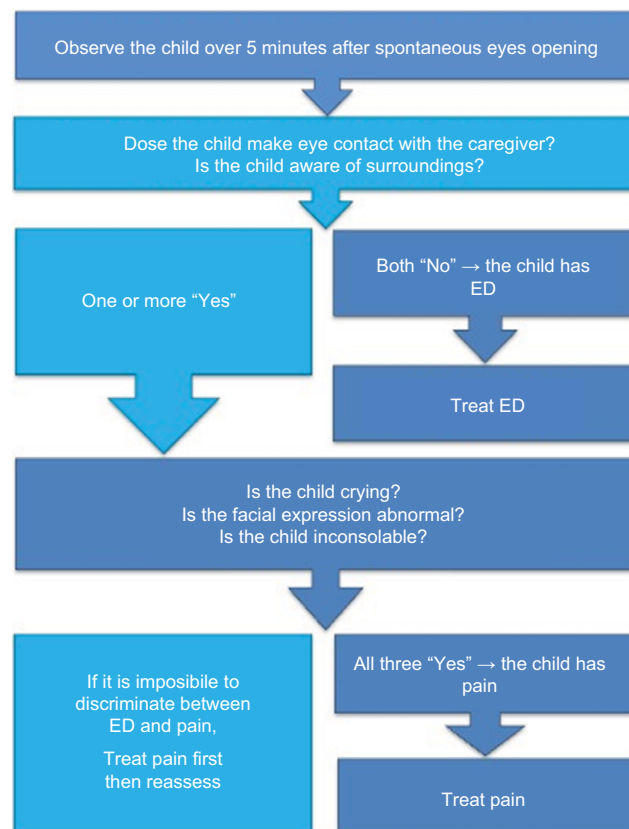 Observe the child over 5 minutes after spontaneous eyes opening
Dose the child make eye contact with the caregiver?
Is the child aware of surroundings?
One or more “Yes”
Both “No” → the child has
ED
Treat ED
Is the child crying?
Is the facial expression abnormal?
Is the child inconsolable?
If it is imposibile to
discriminate between
ED and pain,
Treat pain first
then reassess
All three “Yes” → the child has
pain
Treat pain